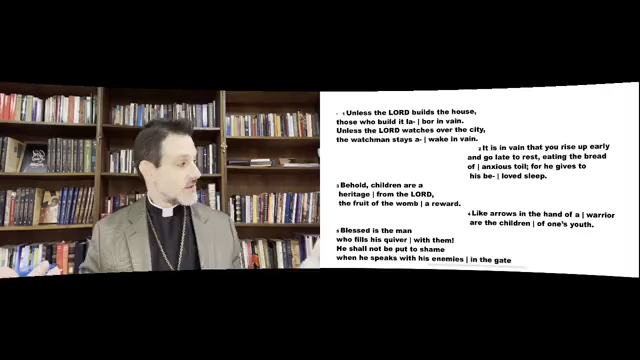 1 Unless the LORD builds the house,
those who build it la- | bor in vain.
Unless the LORD watches over the city,
the watchman stays a- | wake in vain.
2 It is in vain that you rise up early
and go late to rest, eating the bread
of | anxious toil; for he gives to
his be- | loved sleep.
3 Behold, children are a
heritage | from the LORD,
the fruit of the womb | a reward.
4 Like arrows in the hand of a | warrior
are the children | of one's youth.
5 Blessed is the man
who fills his quiver | with them!
He shall not be put to shame
when he speaks with his enemies | in the gate